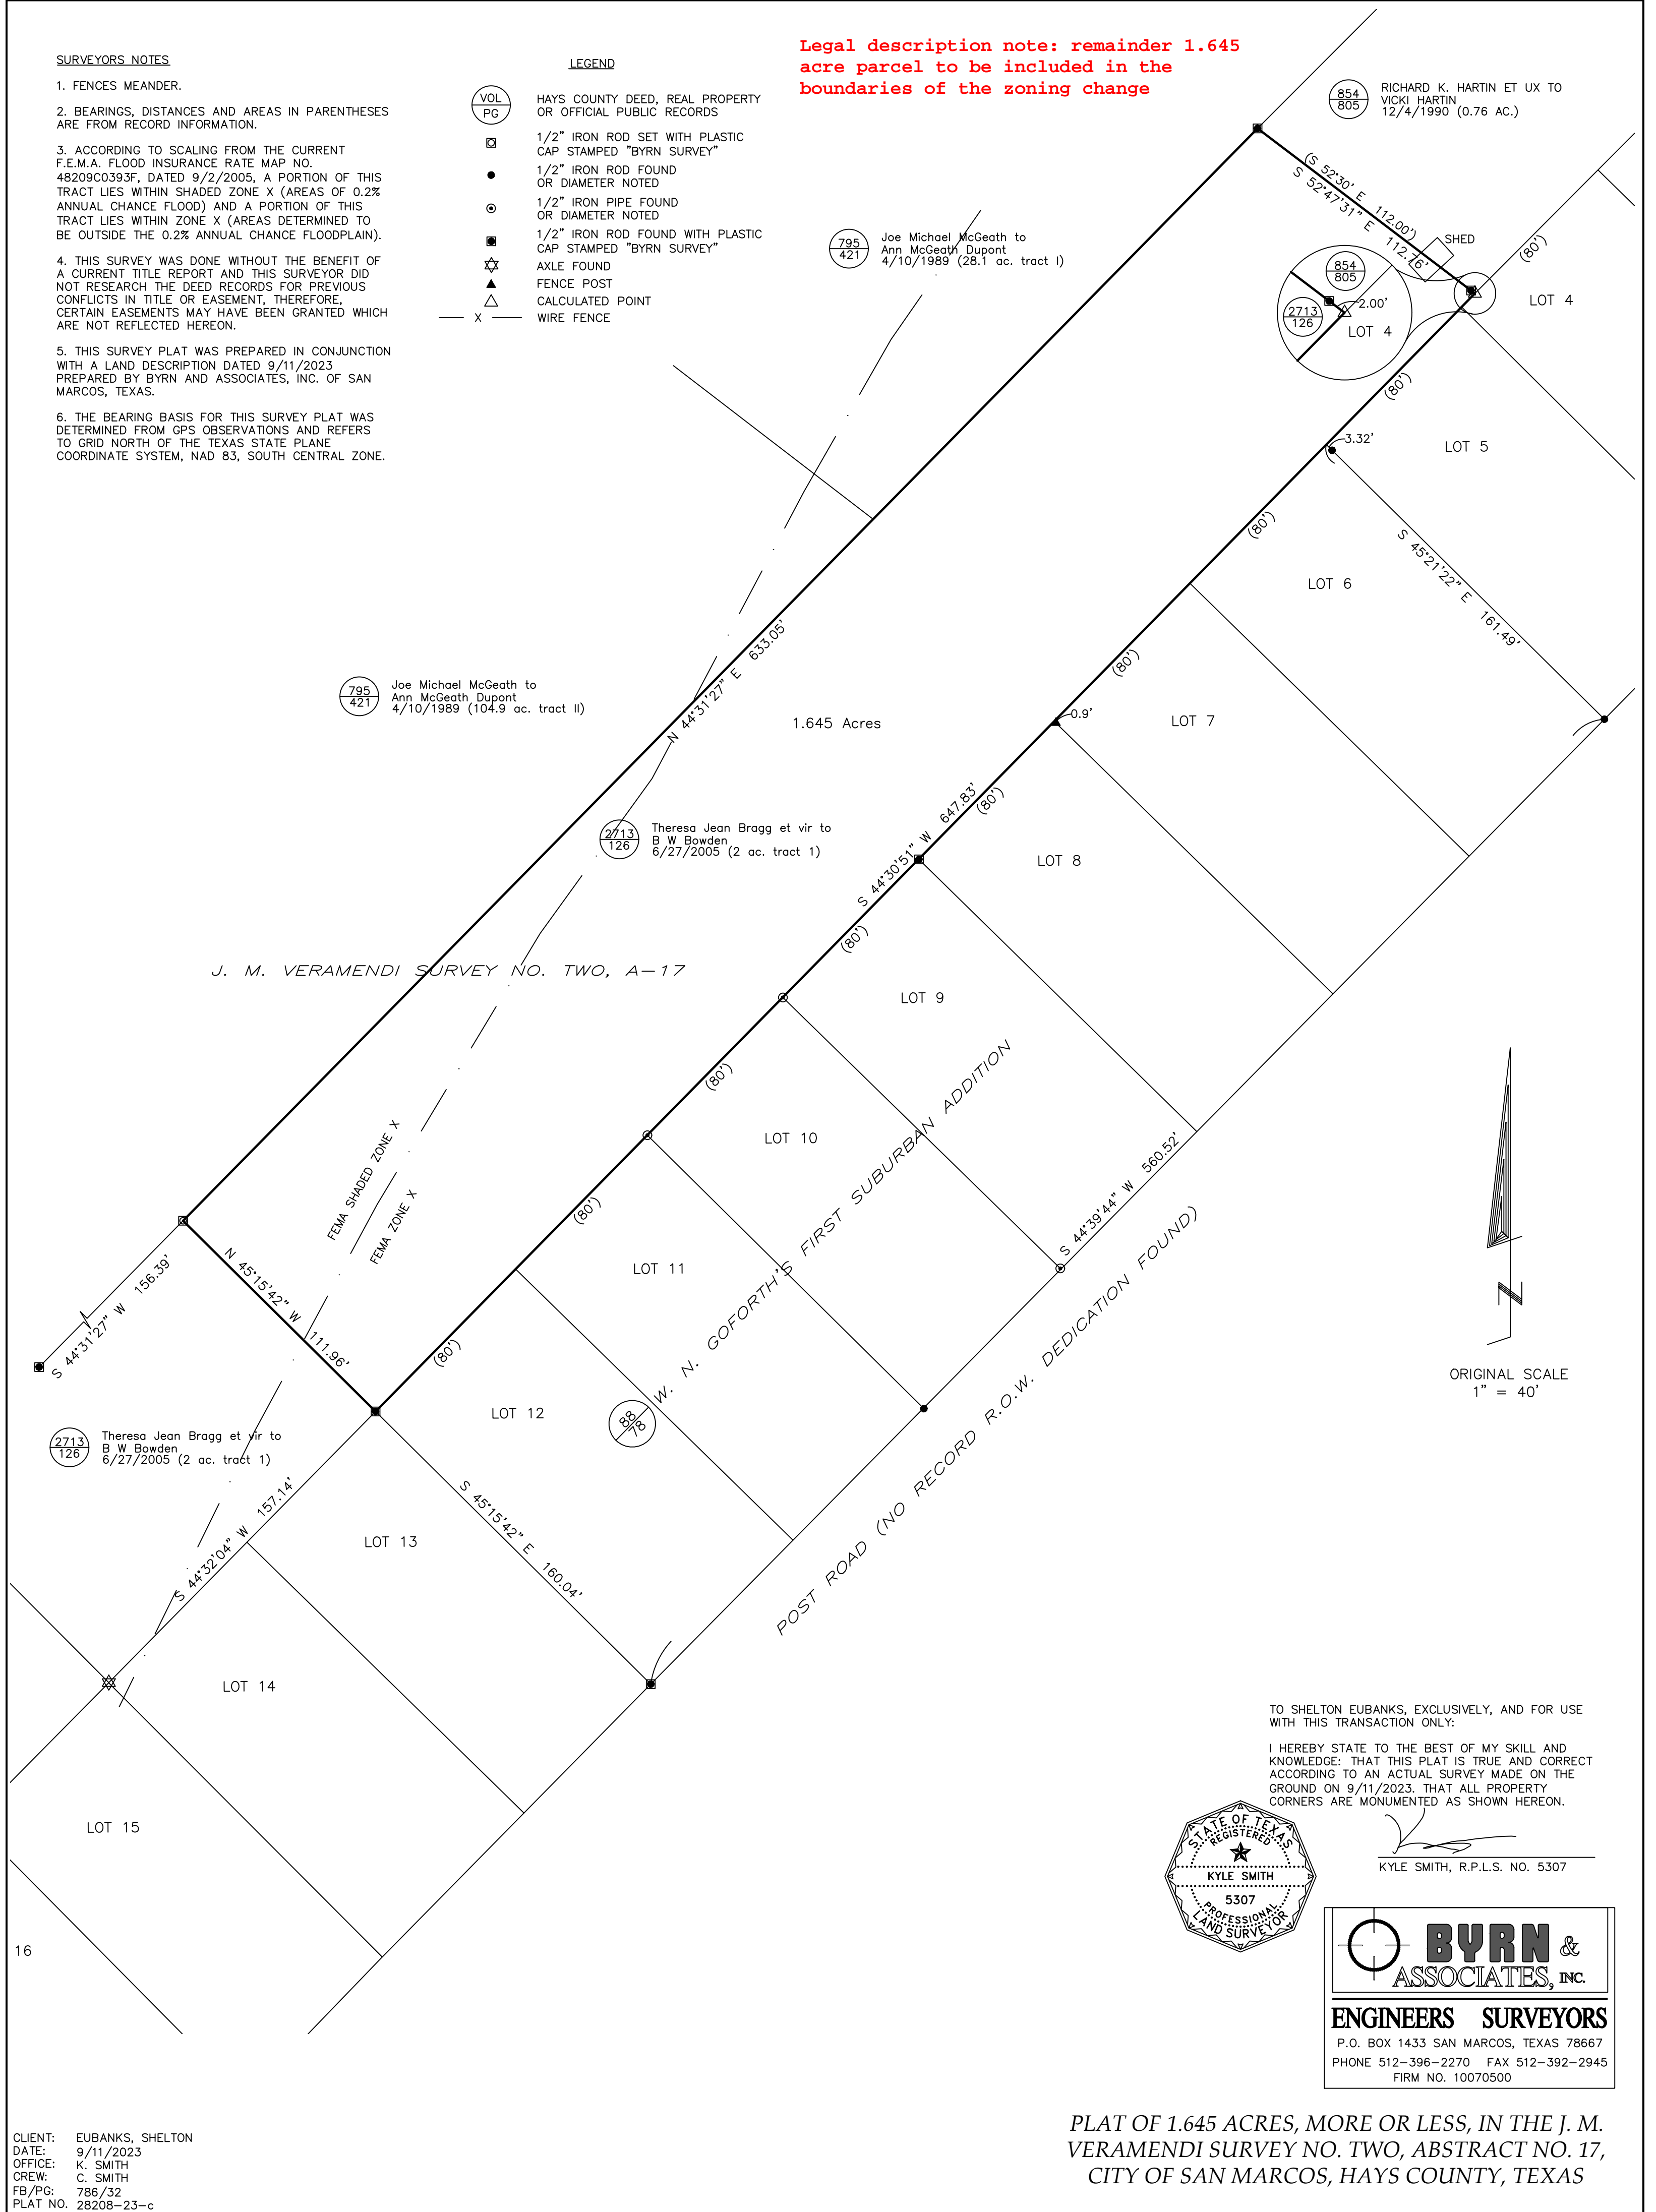 Legal description note: remainder 1.645
acre parcel to be included in the
boundaries of the zoning change
SURVEYORS NOTES
1. FENCES MEANDER.
2. BEARINGS, DISTANCES AND AREAS IN PARENTHESES
ARE FROM RECORD INFORMATION.
3. ACCORDING TO SCALING FROM THE CURRENT
F.E.M.A. FLOOD INSURANCE RATE MAP NO.
48209C0393F, DATED 9/2/2005, A PORTION OF THIS
TRACT LIES WITHIN SHADED ZONE X (AREAS OF 0.2%
ANNUAL CHANCE FLOOD) AND A PORTION OF THIS
TRACT LIES WITHIN ZONE X (AREAS DETERMINED TO
BE OUTSIDE THE 0.2% ANNUAL CHANCE FLOODPLAIN).
4. THIS SURVEY WAS DONE WITHOUT THE BENEFIT OF
A CURRENT TITLE REPORT AND THIS SURVEYOR DID
NOT RESEARCH THE DEED RECORDS FOR PREVIOUS
CONFLICTS IN TITLE OR EASEMENT, THEREFORE,
CERTAIN EASEMENTS MAY HAVE BEEN GRANTED WHICH
ARE NOT REFLECTED HEREON.
5. THIS SURVEY PLAT WAS PREPARED IN CONJUNCTION
WITH A LAND DESCRIPTION DATED 9/11/2023
PREPARED BY BYRN AND ASSOCIATES, INC. OF SAN
MARCOS, TEXAS.
6. THE BEARING BASIS FOR THIS SURVEY PLAT WAS
DETERMINED FROM GPS OBSERVATIONS AND REFERS
TO GRID NORTH OF THE TEXAS STATE PLANE
COORDINATE SYSTEM, NAD 83, SOUTH CENTRAL ZONE.
LEGEND
VOL
PG
HAYS COUNTY DEED, REAL PROPERTY
OR OFFICIAL PUBLIC RECORDS
1/2" IRON ROD SET WITH PLASTIC
CAP STAMPED "BYRN SURVEY"
1/2" IRON ROD FOUND
OR DIAMETER NOTED
1/2" IRON PIPE FOUND
OR DIAMETER NOTED
1/2" IRON ROD FOUND WITH PLASTIC
CAP STAMPED "BYRN SURVEY"
AXLE FOUND
FENCE POST
CALCULATED POINT
X WIRE FENCE
854
805
RICHARD K. HARTIN ET UX TO
VICKI HARTIN
12/4/1990 (0.76 AC.)
795
421
Joe Michael McGeath to
Ann McGeath Dupont
4/10/1989 (28.1 ac. tract I)
(S 52°30' E 112.00')
S 52°47'31" E 112.76'
SHED
(80')
LOT 4
854
805
2.00'
2713
126
LOT 4
(80')
3.32'
LOT 5
(80')
S 45°21'22" E 161.49'
LOT 6
N 44°31'27" E 633.05'
(80')
795
421
Joe Michael McGeath to
Ann McGeath Dupont
4/10/1989 (104.9 ac. tract II)
1.645 Acres
0.9'
LOT 7
(80')
2713
126
Theresa Jean Bragg et vir to
B W Bowden
6/27/2005 (2 ac. tract 1)
S 44°30'51" W 647.83'
LOT 8
(80')
J. M. VERAMENDI SURVEY NO. TWO, A-17
LOT 9
(80')
LOT 10
W. N. GOFORTH'S FIRST SUBURBAN ADDITION
FEMA SHADED ZONE X
FEMA ZONE X
(80')
S 44°39'44" W 560.52'
LOT 11
N 45°15'42" W 111.96'
S 44°31'27" W 156.39'
(80')
POST ROAD (NO RECORD R.O.W. DEDICATION FOUND)
N
ORIGINAL SCALE
1" = 40'
LOT 12
88
78
2713
126
Theresa Jean Bragg et vir to
B W Bowden
6/27/2005 (2 ac. tract 1)
S 44°32'04" W 157.14'
S 45°15'42" E 160.04'
LOT 13
LOT 14
LOT 15
16
TO SHELTON EUBANKS, EXCLUSIVELY, AND FOR USE
WITH THIS TRANSACTION ONLY:
I HEREBY STATE TO THE BEST OF MY SKILL AND
KNOWLEDGE: THAT THIS PLAT IS TRUE AND CORRECT
ACCORDING TO AN ACTUAL SURVEY MADE ON THE
GROUND ON 9/11/2023. THAT ALL PROPERTY
CORNERS ARE MONUMENTED AS SHOWN HEREON.
KYLE SMITH, R.P.L.S. NO. 5307
STATE OF TEXAS
REGISTERED
KYLE SMITH
5307
PROFESSIONAL
LAND SURVEYOR
BYRN &
ASSOCIATES, INC.
ENGINEERS SURVEYORS
P.O. BOX 1433 SAN MARCOS, TEXAS 78667
PHONE 512-396-2270 FAX 512-392-2945
FIRM NO. 10070500
PLAT OF 1.645 ACRES, MORE OR LESS, IN THE J. M.
VERAMENDI SURVEY NO. TWO, ABSTRACT NO. 17,
CITY OF SAN MARCOS, HAYS COUNTY, TEXAS
CLIENT: EUBANKS, SHELTON
DATE: 9/11/2023
OFFICE: K. SMITH
CREW: C. SMITH
FB/PG: 786/32
PLAT NO. 28208-23-c